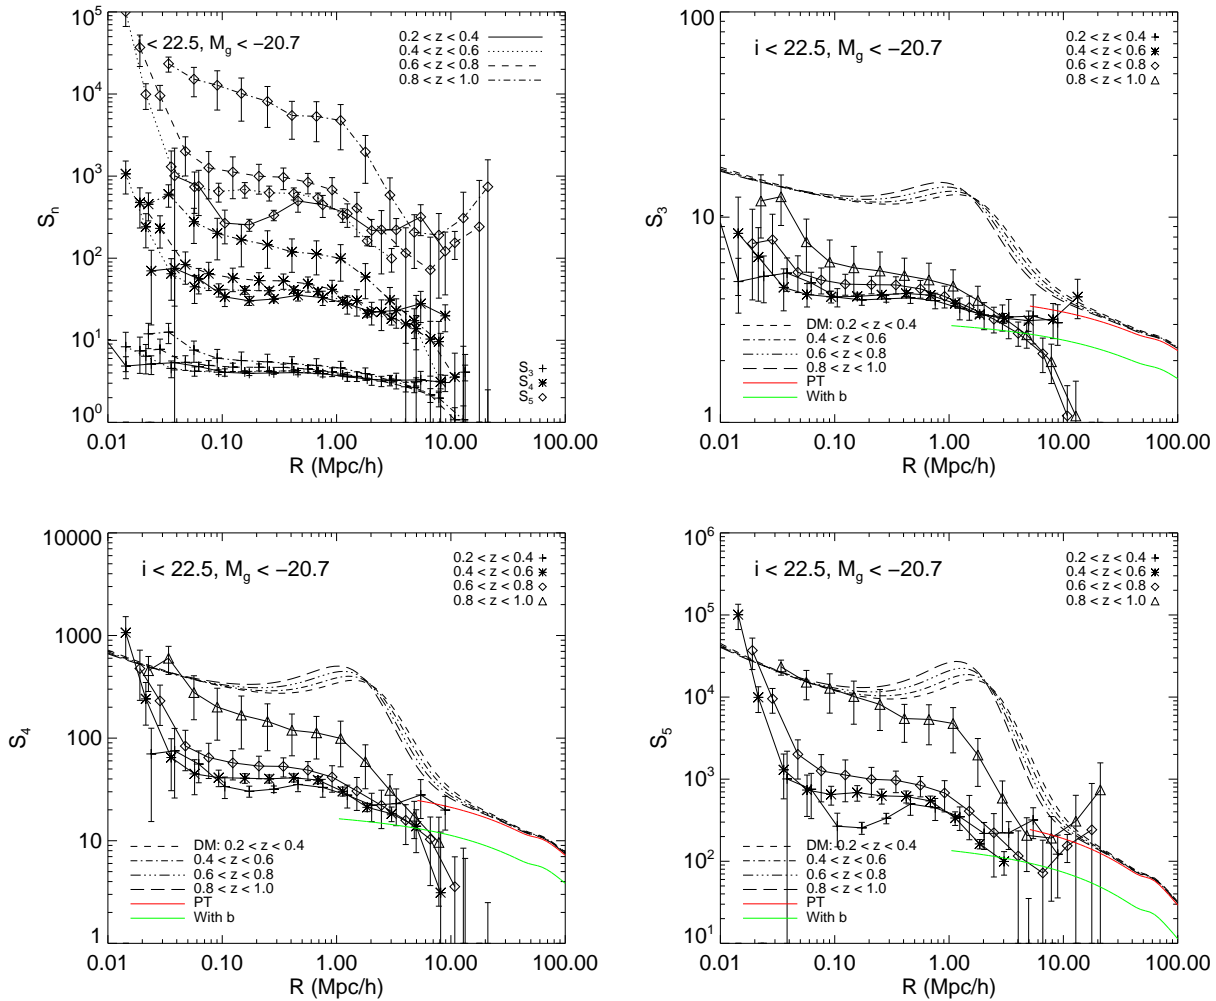 < 22.5, M_g < −20.7
0.2 < z < 0.4
0.4 < z < 0.6
0.6 < z < 0.8
0.8 < z < 1.0
S_3
S_4
S_5
10^5
10^4
10^3
10^2
10^1
10^0
S_n
0.01 0.10 1.00 10.00 100.00
R (Mpc/h)
i < 22.5, M_g < −20.7
0.2 < z < 0.4
0.4 < z < 0.6
0.6 < z < 0.8
0.8 < z < 1.0
DM: 0.2 < z < 0.4
0.4 < z < 0.6
0.6 < z < 0.8
0.8 < z < 1.0
PT
With b
100
10
1
S_3
0.01 0.10 1.00 10.00 100.00
R (Mpc/h)
i < 22.5, M_g < −20.7
0.2 < z < 0.4
0.4 < z < 0.6
0.6 < z < 0.8
0.8 < z < 1.0
DM: 0.2 < z < 0.4
0.4 < z < 0.6
0.6 < z < 0.8
0.8 < z < 1.0
PT
With b
10000
1000
100
10
1
S_4
0.01 0.10 1.00 10.00 100.00
R (Mpc/h)
i < 22.5, M_g < −20.7
0.2 < z < 0.4
0.4 < z < 0.6
0.6 < z < 0.8
0.8 < z < 1.0
DM: 0.2 < z < 0.4
0.4 < z < 0.6
0.6 < z < 0.8
0.8 < z < 1.0
PT
With b
10^6
10^5
10^4
10^3
10^2
10^1
S_5
0.01 0.10 1.00 10.00 100.00
R (Mpc/h)